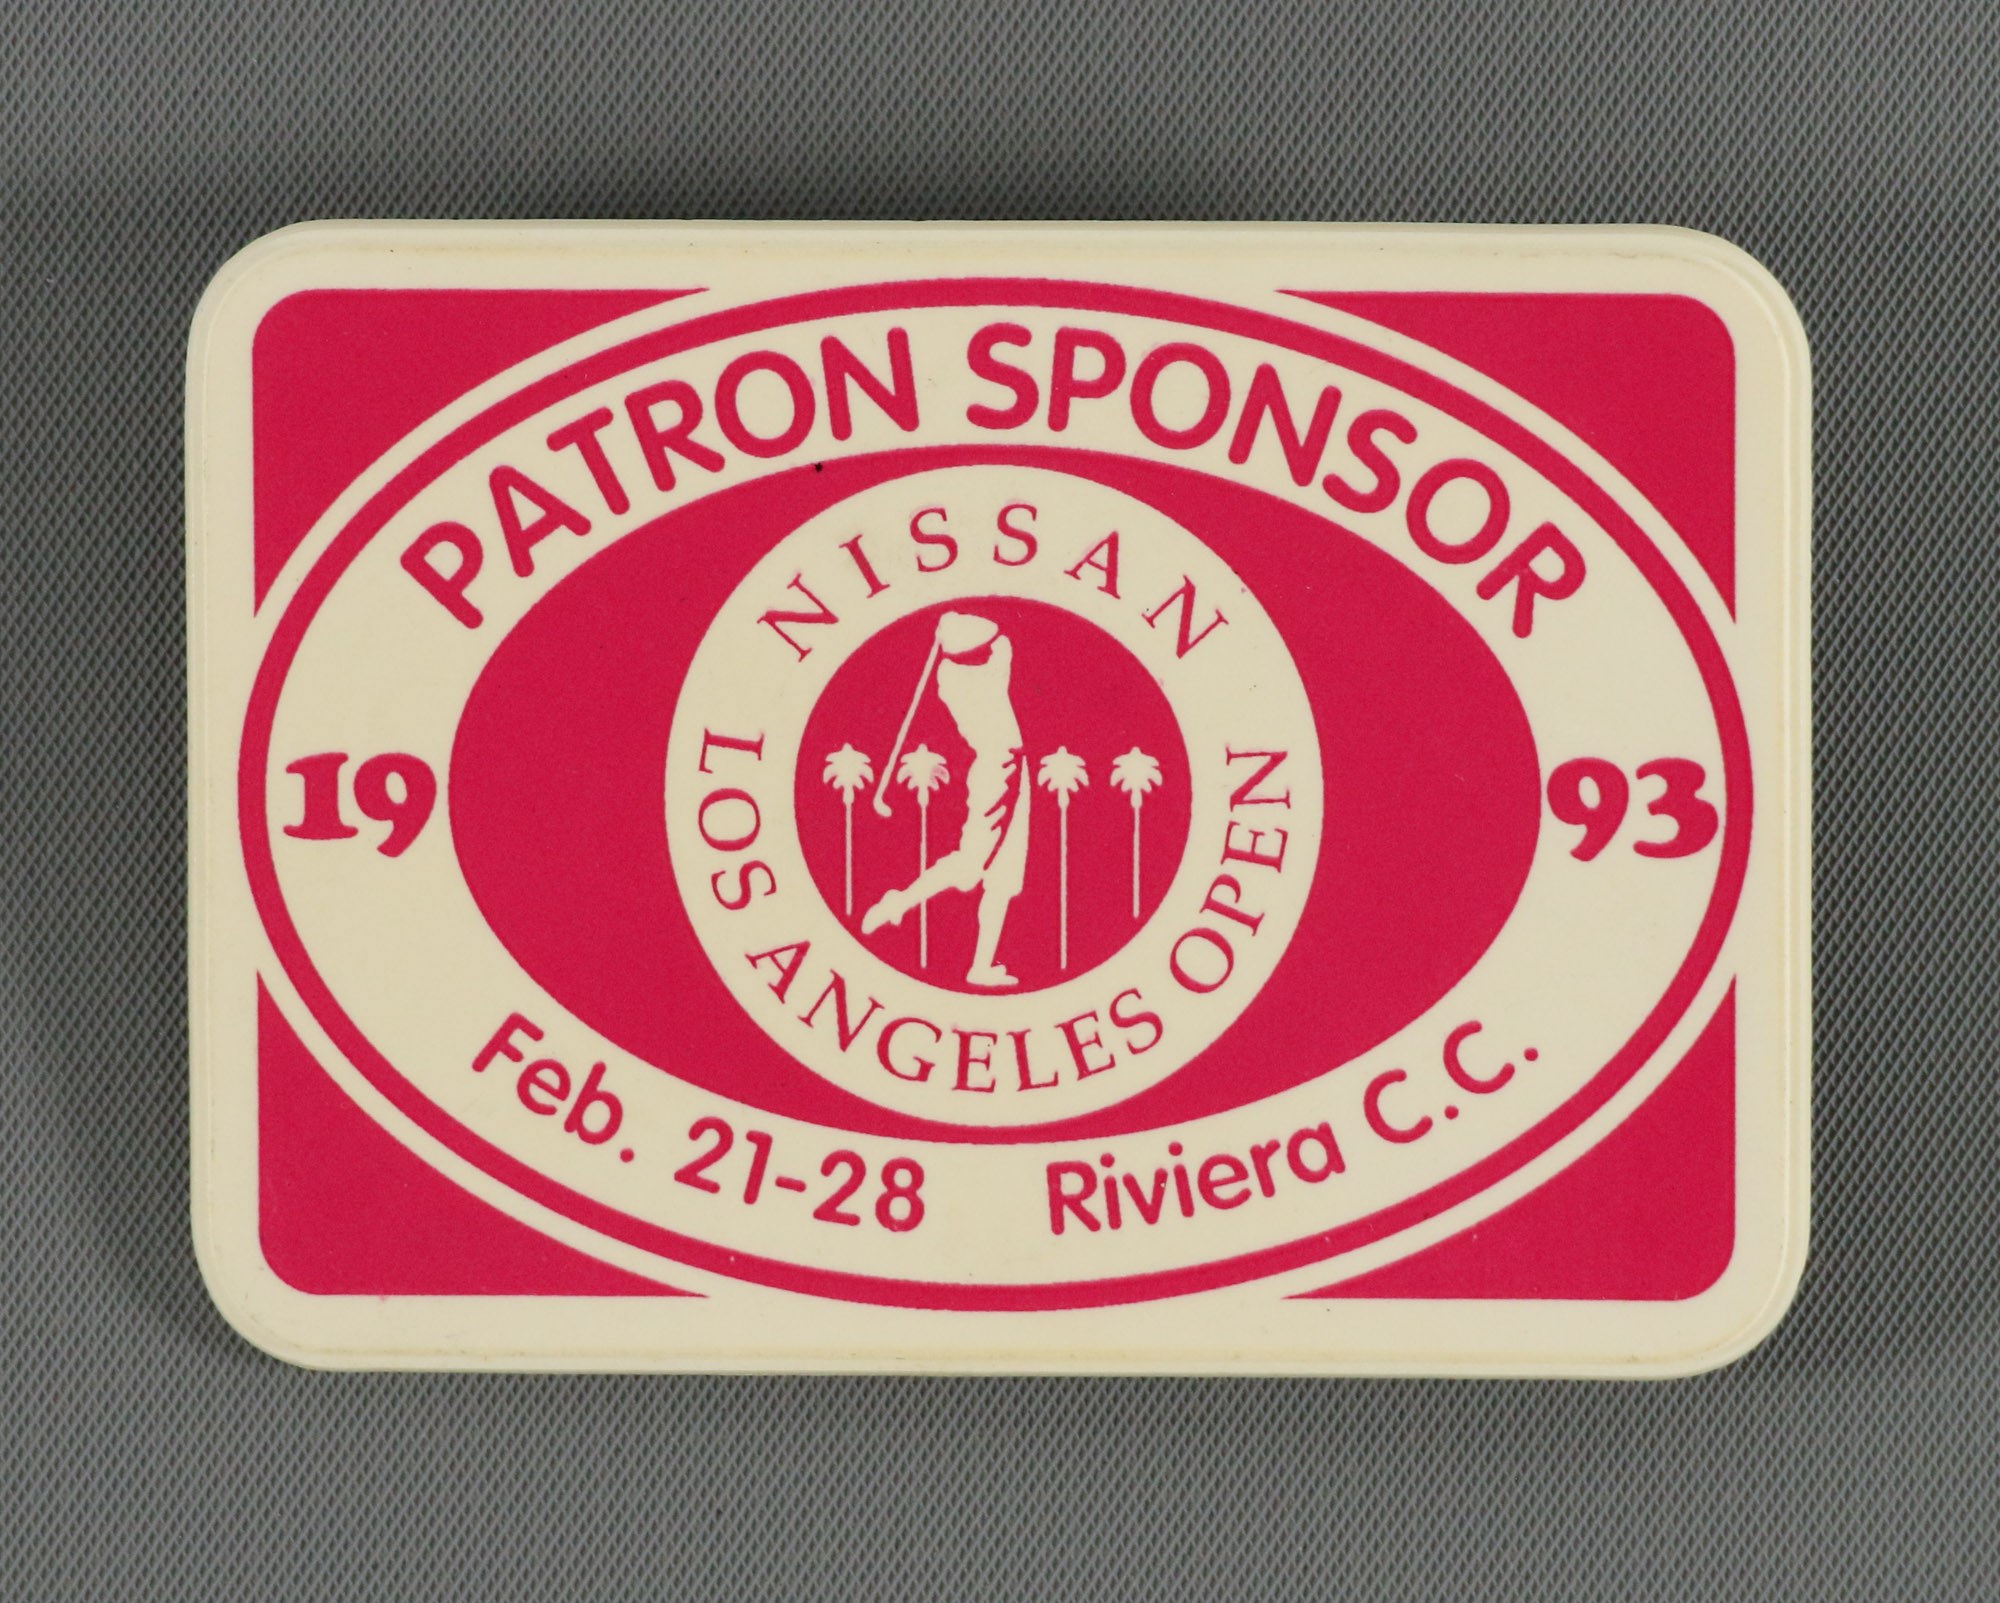 PATRON SPONSOR
NISSAN
LOS ANGELES OPEN
19 93
Feb. 21-28 Riviera C.C.